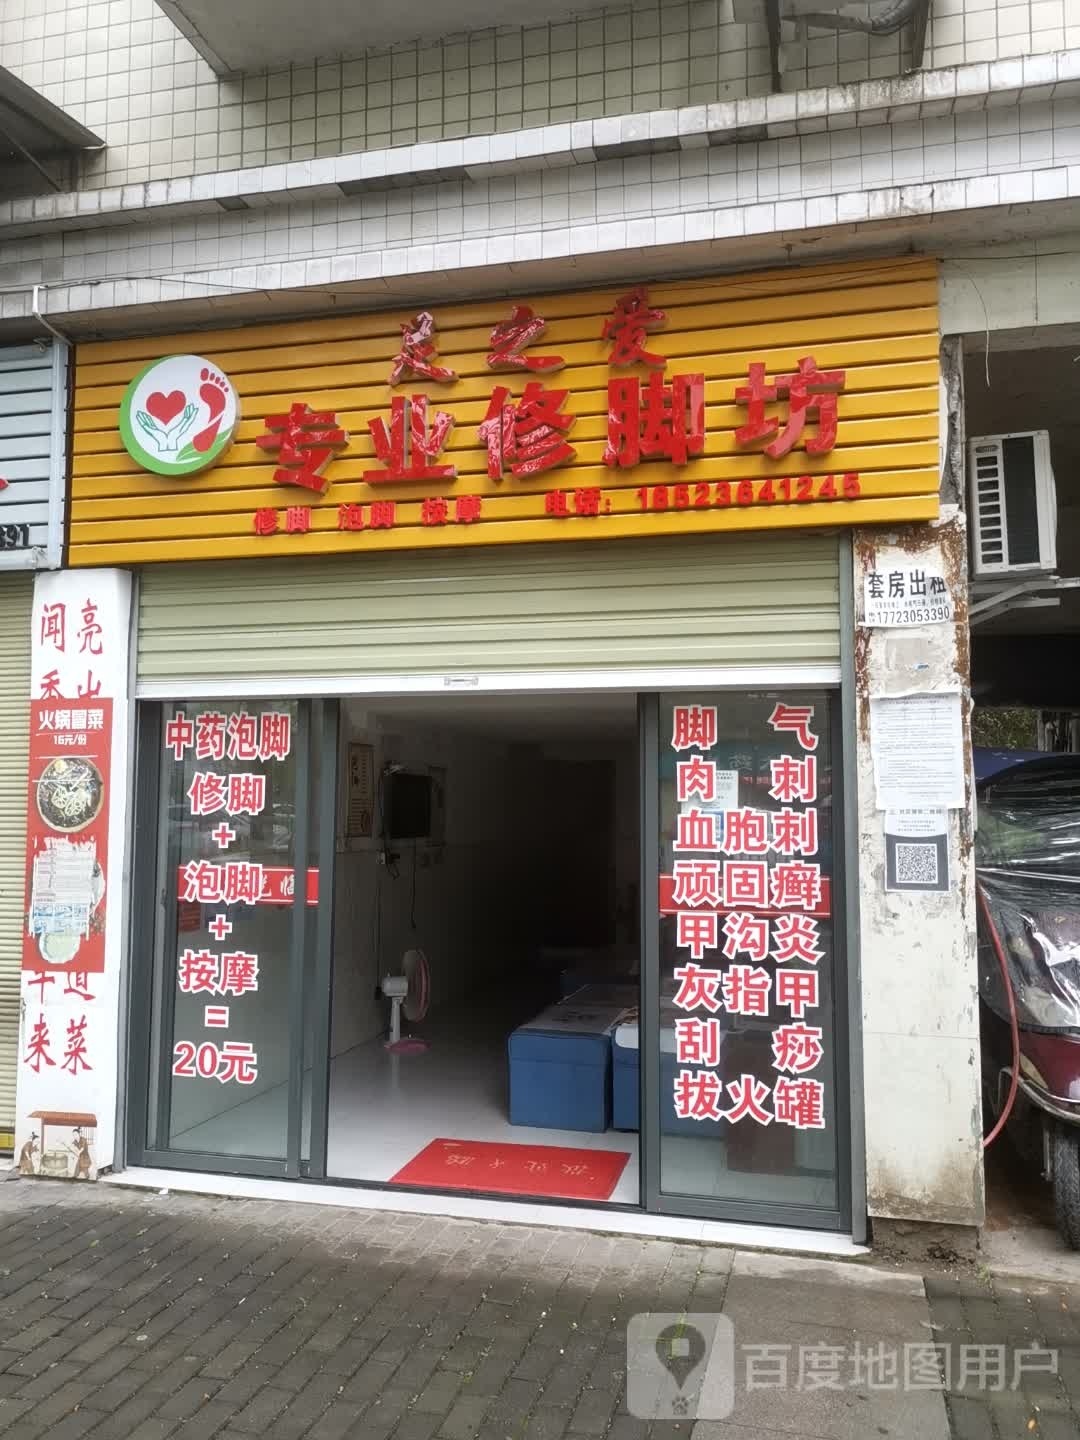 足之爱
专业修脚坊
修脚 泡脚 按摩 电话：18523641245
391
套房出租
17723053390
闻亮
香山
火锅冒菜
16元/份
来菜
中药泡脚
修脚
+
泡脚
+
按摩
=
20元
脚 气
肉 刺
血胞刺
顽固癣
甲沟炎
灰指甲
刮 痧
拔火罐
百度地图用户